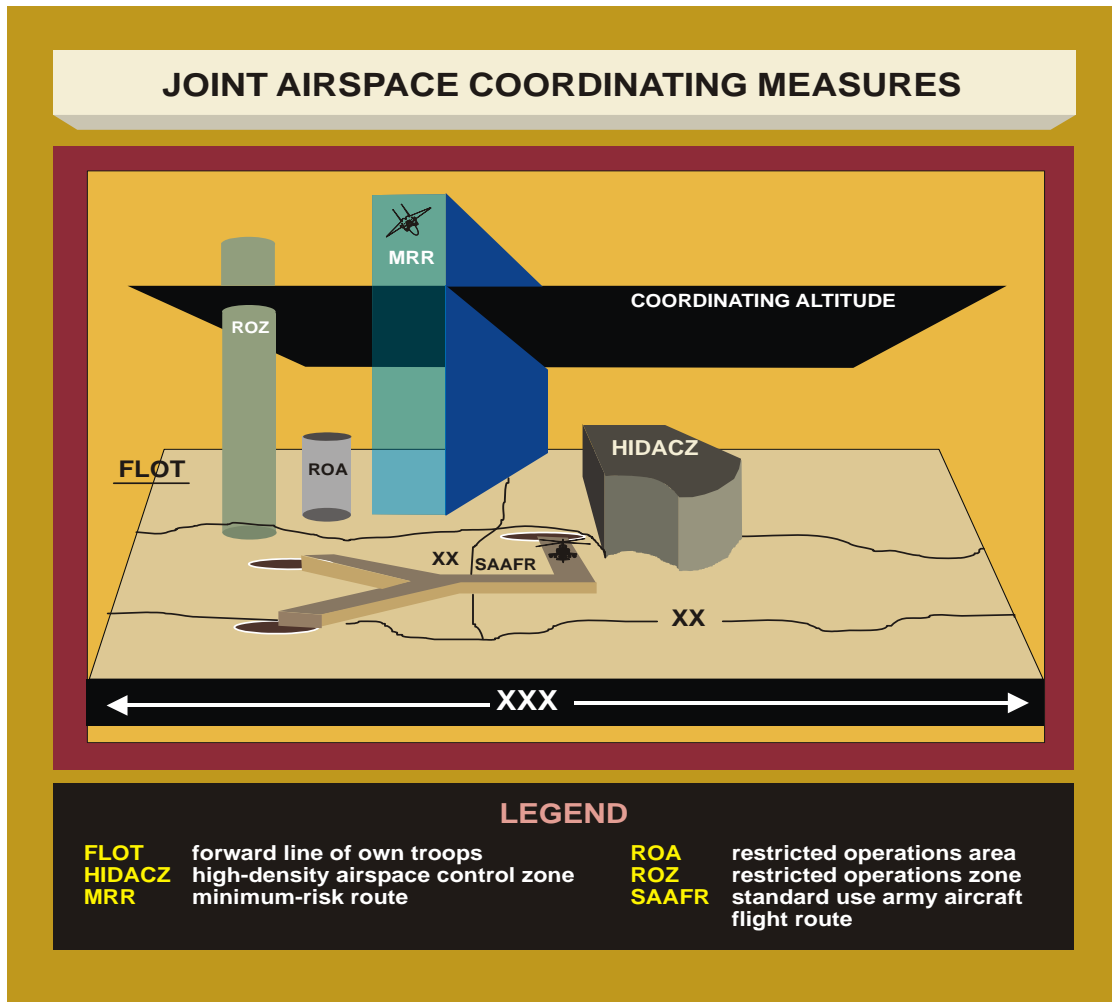 JOINT AIRSPACE COORDINATING MEASURES
MRR
COORDINATING ALTITUDE
ROZ
HIDACZ
FLOT
ROA
XX
SAAFR
XX
XXX
LEGEND
FLOT forward line of own troops
HIDACZ high-density airspace control zone
MRR minimum-risk route
ROA restricted operations area
ROZ restricted operations zone
SAAFR standard use army aircraft
flight route